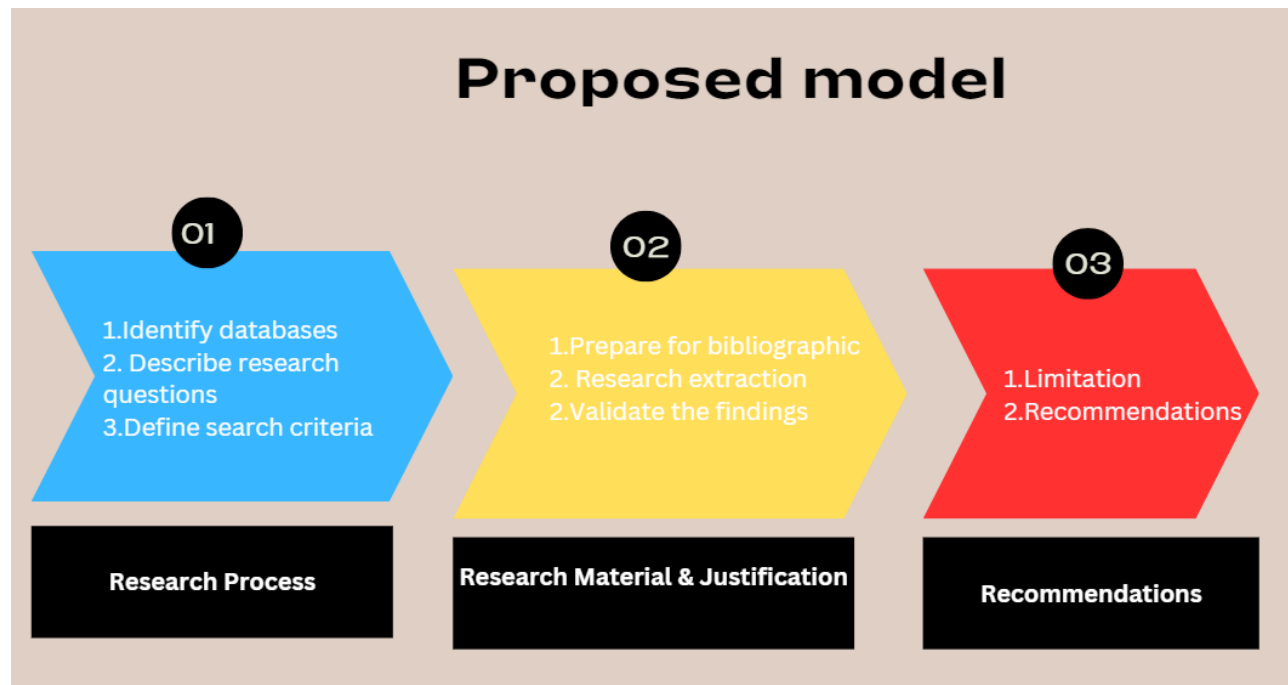 Proposed model
01
1.Identify databases
2. Describe research
questions
3.Define search criteria
Research Process
02
1.Prepare for bibliographic
2. Research extraction
2.Validate the findings
Research Material & Justification
03
1.Limitation
2.Recommendations
Recommendations